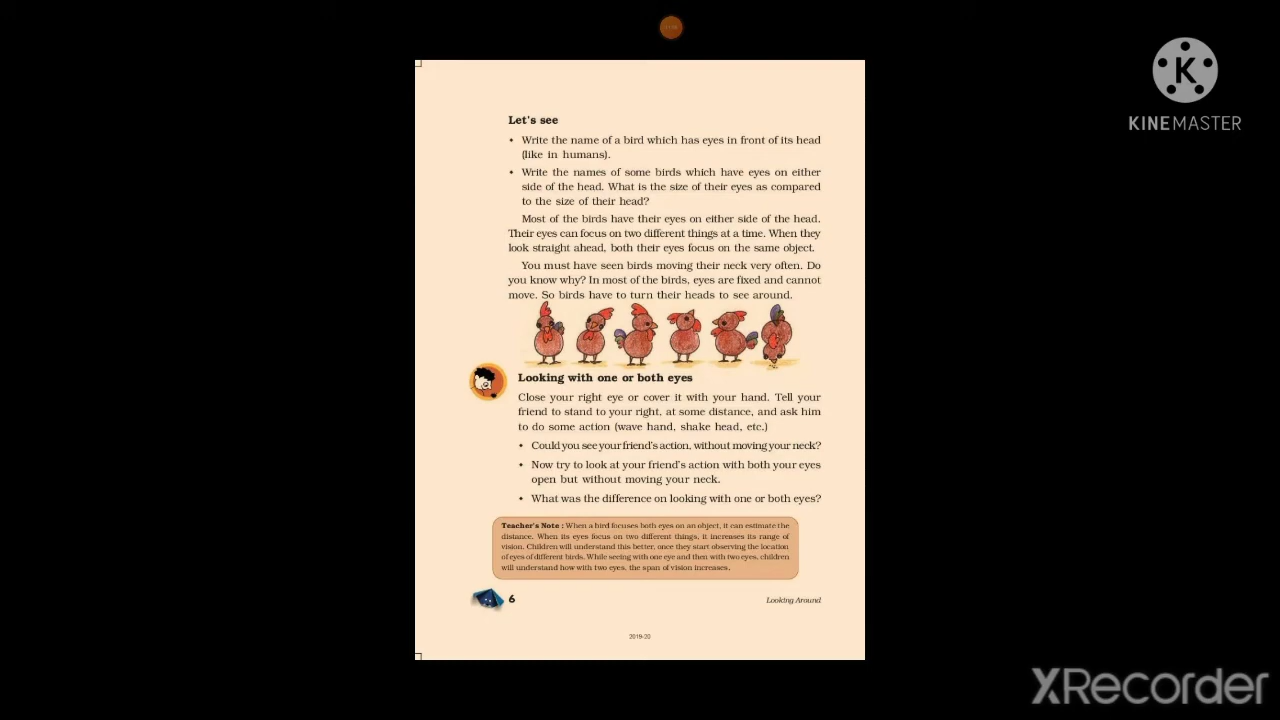 K
KINEMASTER
Let's see
• Write the name of a bird which has eyes in front of its head
(like in humans).
• Write the names of some birds which have eyes on either
side of the head. What is the size of their eyes as compared
to the size of their head?
Most of the birds have their eyes on either side of the head.
Their eyes can focus on two different things at a time. When they
look straight ahead, both their eyes focus on the same object.
You must have seen birds moving their neck very often. Do
you know why? In most of the birds, eyes are fixed and cannot
move. So birds have to turn their heads to see around.
Looking with one or both eyes
Close your right eye or cover it with your hand. Tell your
friend to stand to your right, at some distance, and ask him
to do some action (wave hand, shake head, etc.)
• Could you see your friend's action, without moving your neck?
• Now try to look at your friend's action with both your eyes
open but without moving your neck.
• What was the difference on looking with one or both eyes?
Teacher's Note : When a bird focuses both eyes on an object, it can estimate the
distance. When its eyes focus on two different things, it increases its range of
vision. Children will understand this better, once they start observing the location
of eyes of different birds. While seeing with one eye and then with two eyes, children
will understand how with two eyes, the span of vision increases.
6
Looking Around
2019-20
XRecorder